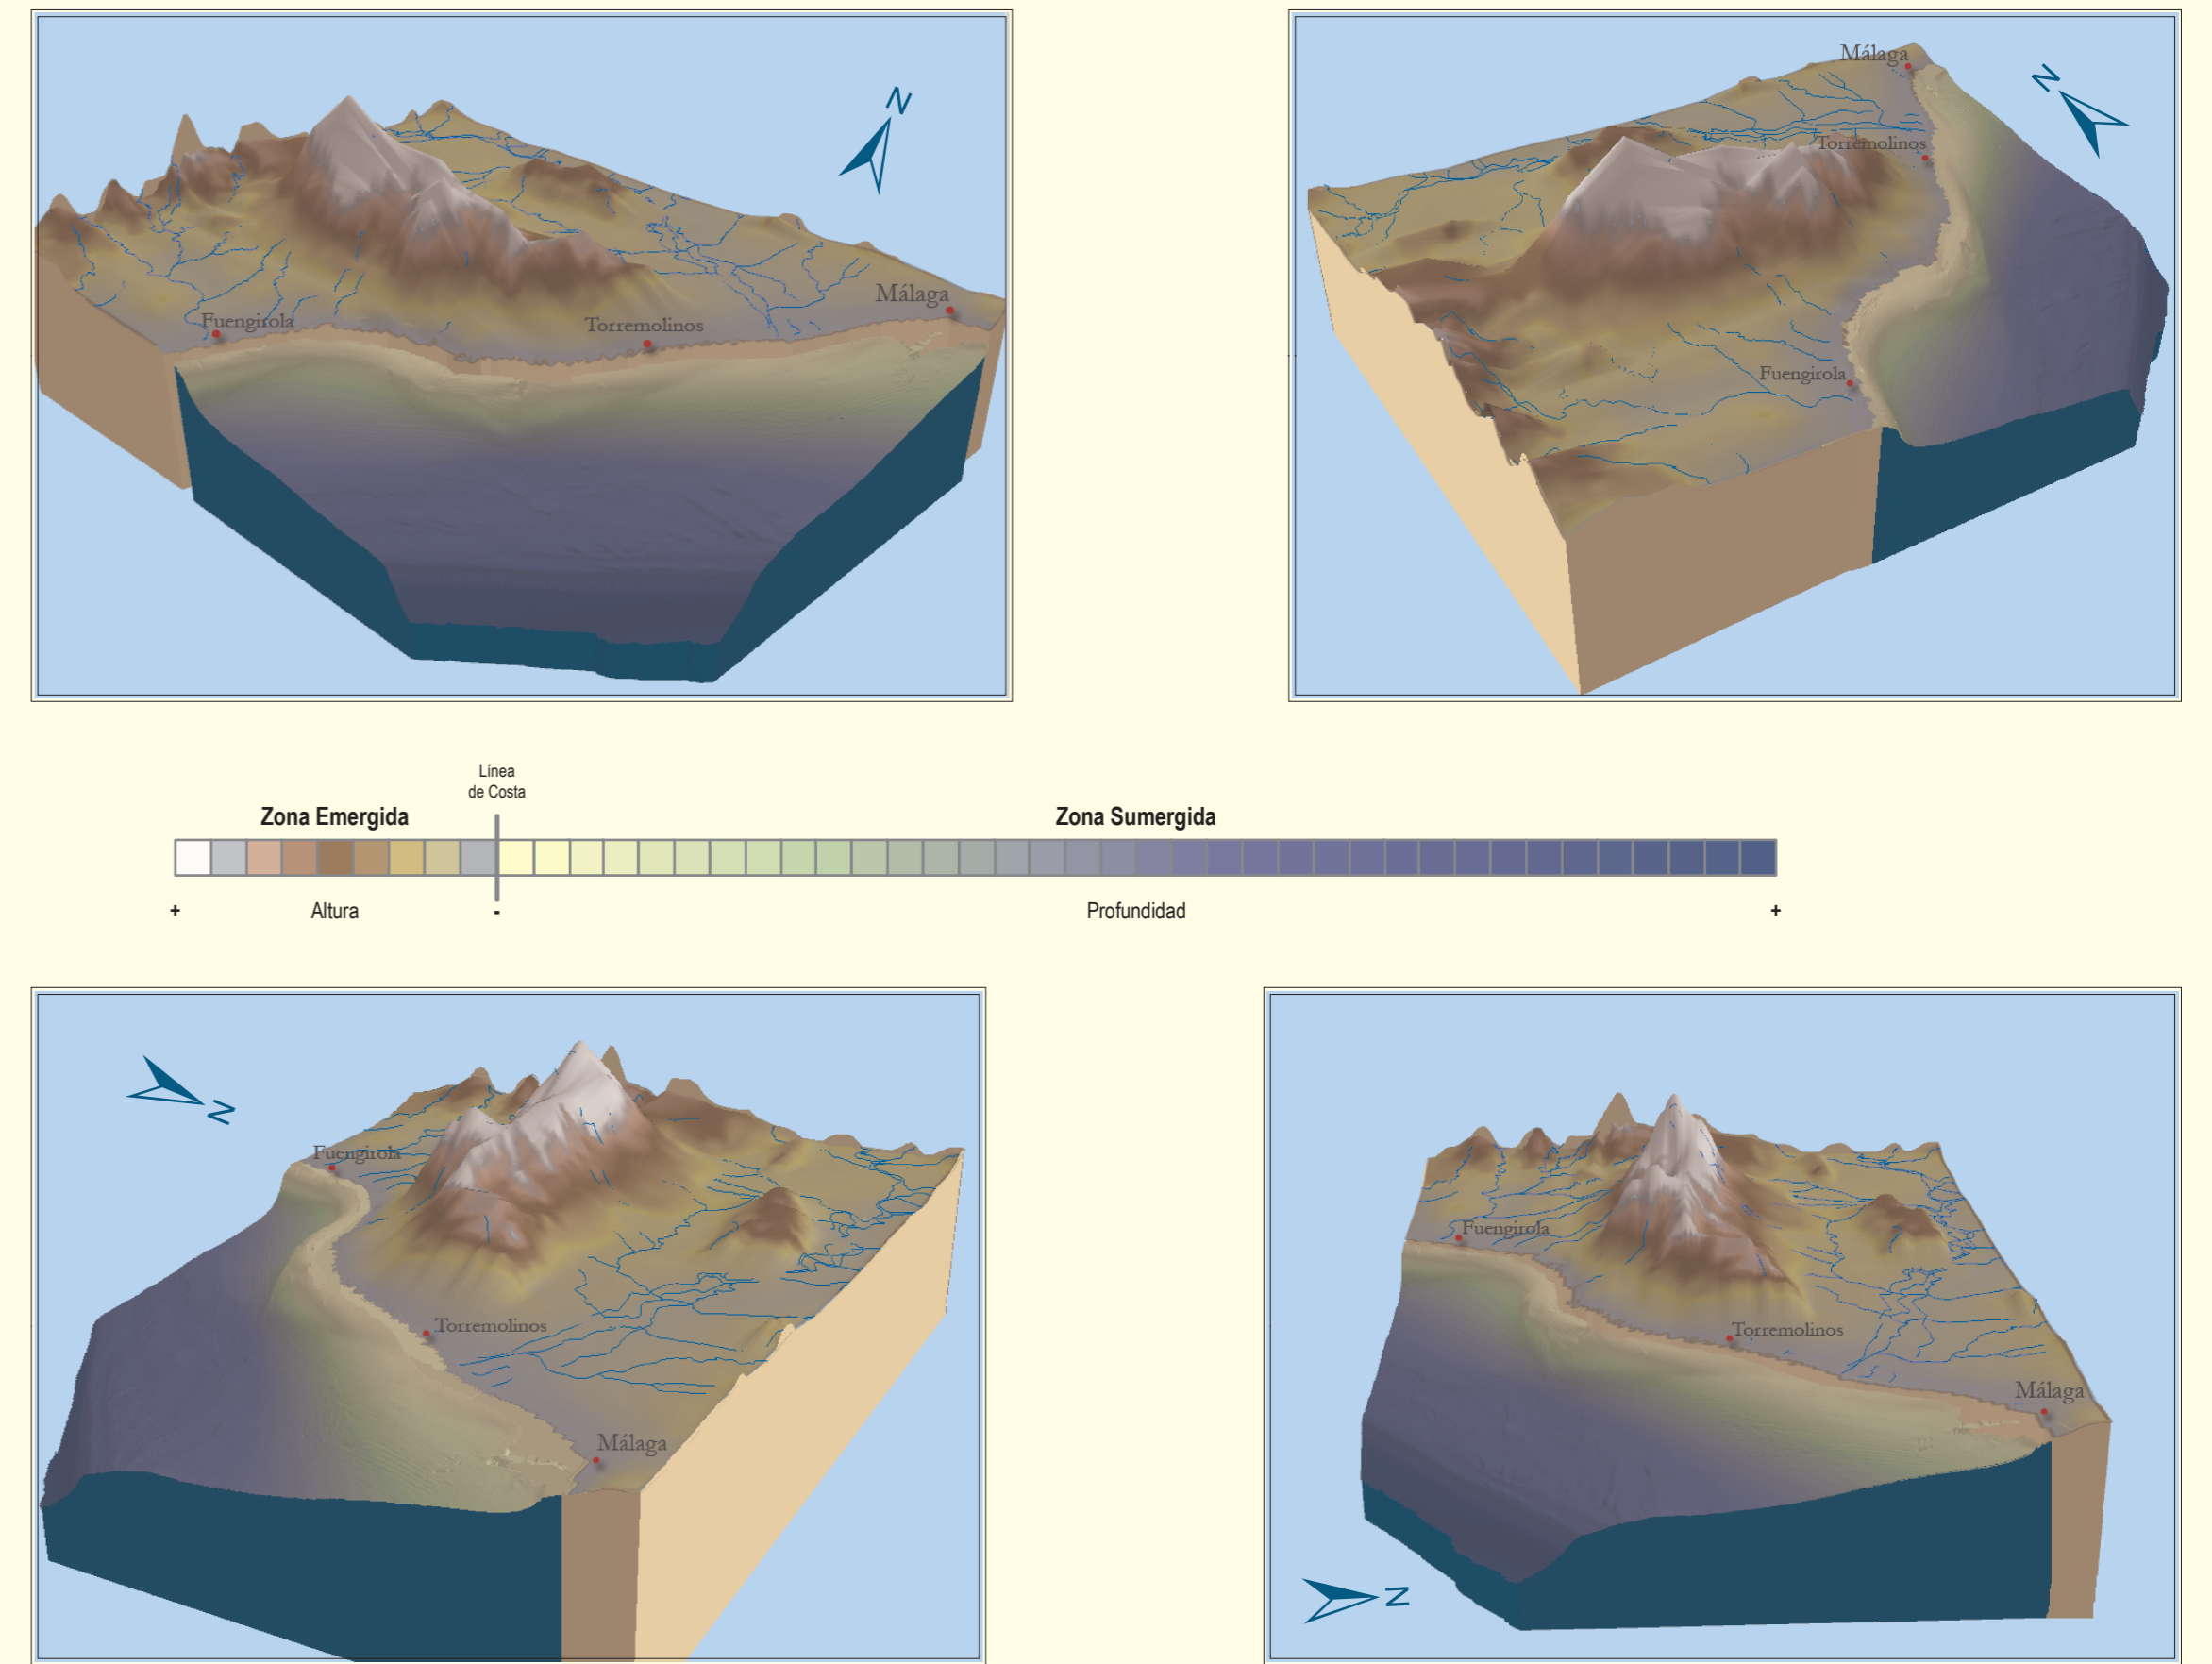 N
Málaga
Fuengirola
Torremolinos
Málaga
N
Torremolinos
Fuengirola
Línea
de Costa
Zona Emergida
Zona Sumergida
+
Altura
-
Profundidad
+
N
Fuengirola
Torremolinos
Málaga
Fuengirola
Torremolinos
Málaga
N